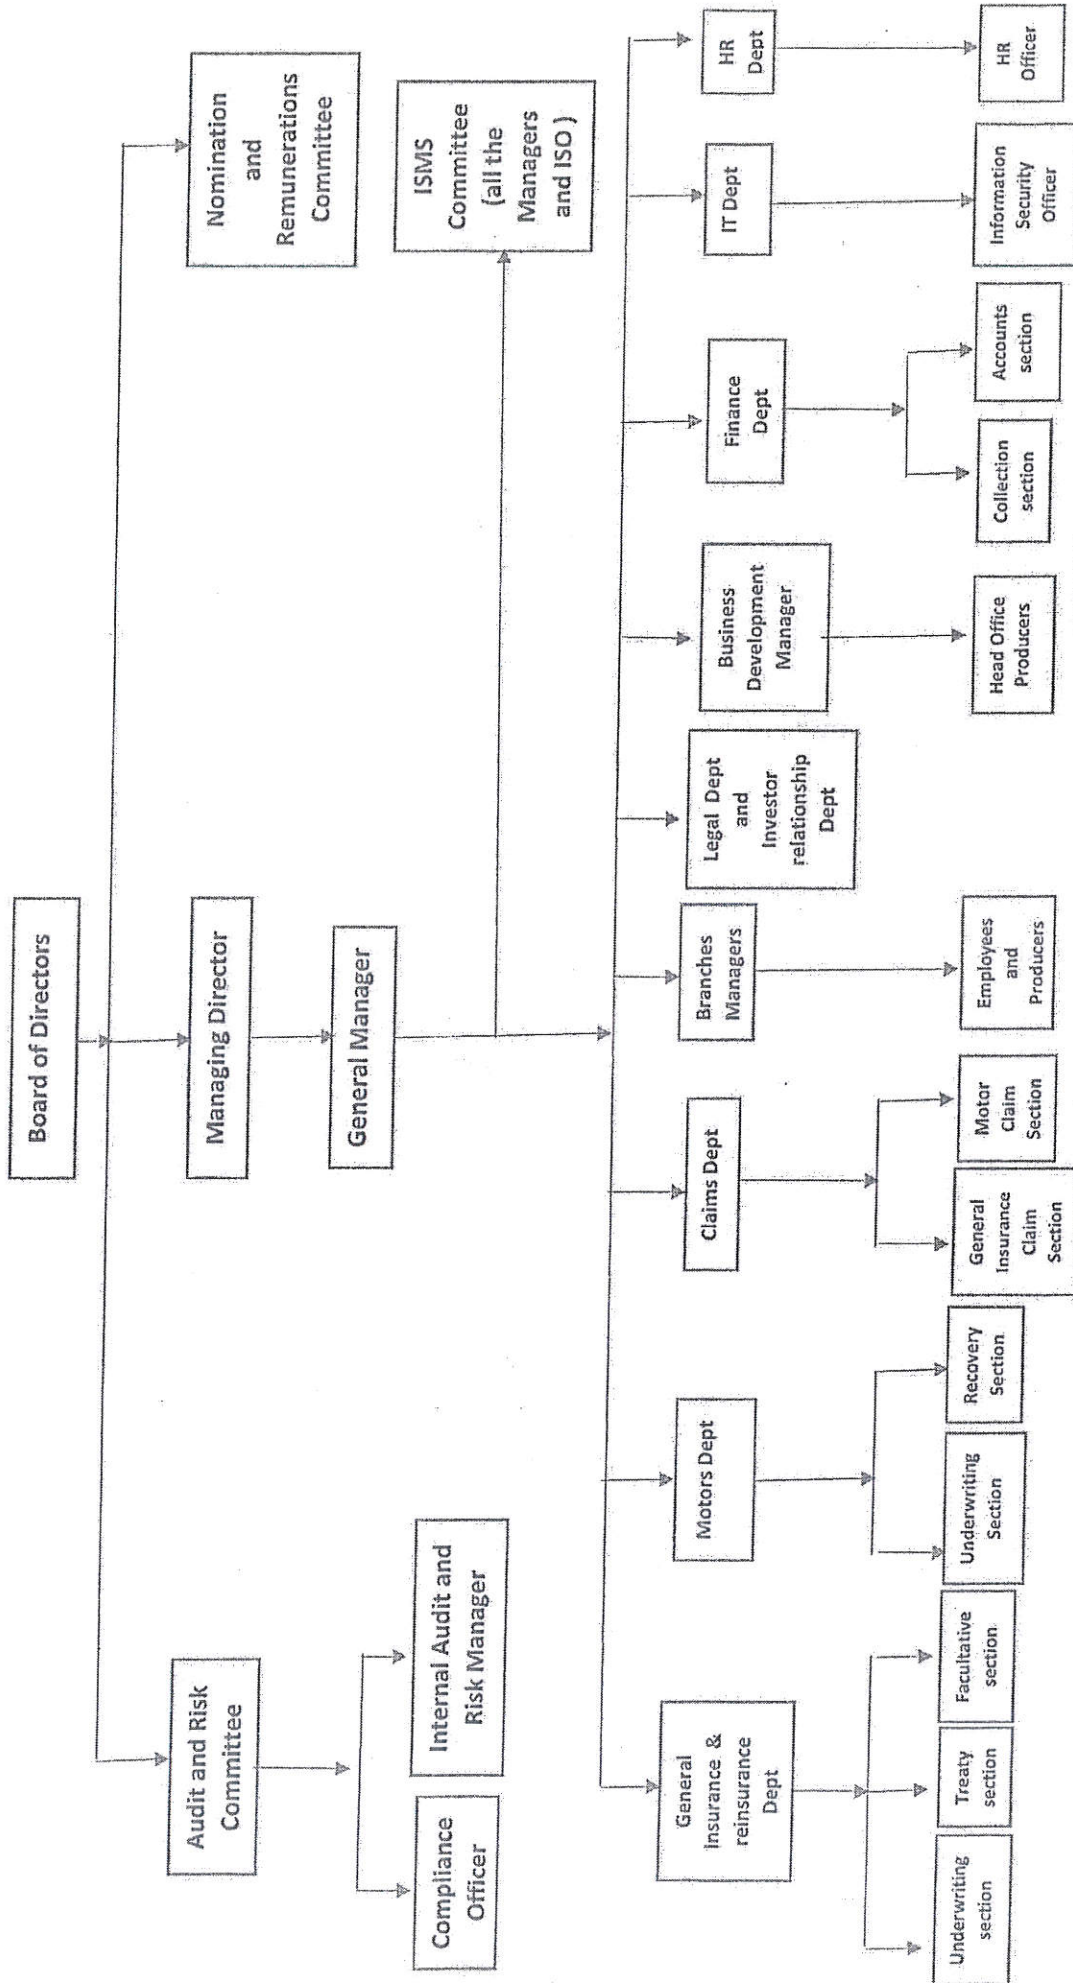 Board of Directors
Audit and Risk
Committee
Managing Director
Nomination
and
Remunerations
Committee
General Manager
Compliance
Officer
Internal Audit and
Risk Manager
ISMS
Committee
(all the
Managers
and ISO )
General
Insurance &
reinsurance
Dept
Motors Dept
Claims Dept
Branches
Managers
Legal Dept
and
Investor
relationship
Dept
Business
Development
Manager
Finance
Dept
IT Dept
HR
Dept
Underwriting
section
Treaty
section
Facultative
section
Underwriting
Section
Recovery
Section
General
Insurance
Claim
Section
Motor
Claim
Section
Employees
and
Producers
Head Office
Producers
Collection
section
Accounts
section
Information
Security
Officer
HR
Officer